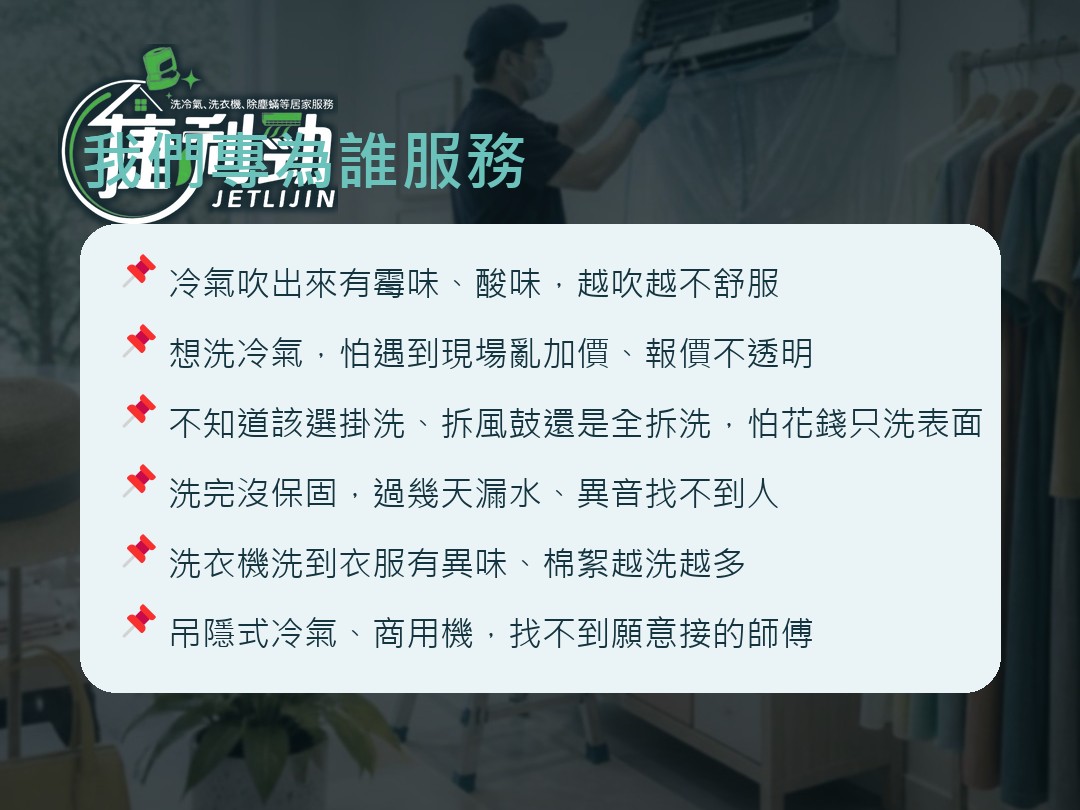 洗冷氣、洗衣機、除塵蟎等居家服務
我們專為誰服務
JETLIJIN
冷氣吹出來有霉味、酸味，越吹越不舒服
想洗冷氣，怕遇到現場亂加價、報價不透明
不知道該選掛洗、拆風鼓還是全拆洗，怕花錢只洗表面
洗完沒保固，過幾天漏水、異音找不到人
洗衣機洗到衣服有異味、棉絮越洗越多
吊隱式冷氣、商用機，找不到願意接的師傅